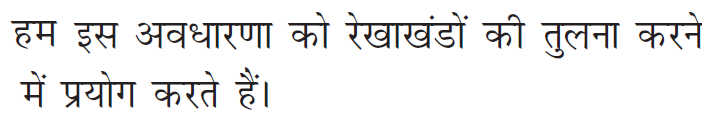 हम इस अवधारणा को रेखाखंडों की तुलना करने
में प्रयोग करते हैं।